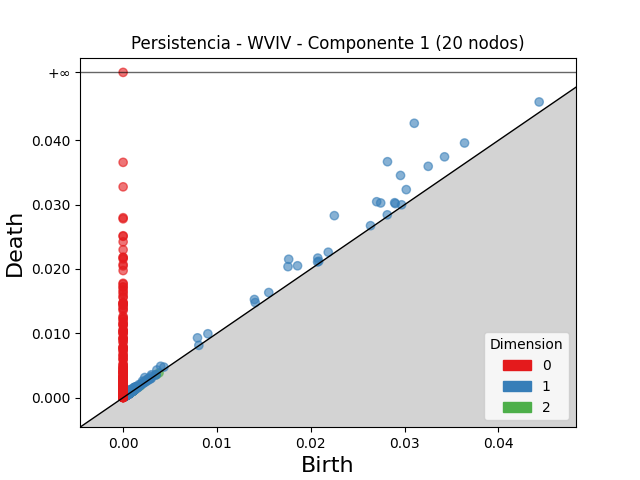 Persistencia - WVIV - Componente 1 (20 nodos)
+∞
0.040
0.030
0.020
0.010
0.000
Death
Dimension
0
1
2
0.00 0.01 0.02 0.03 0.04
Birth